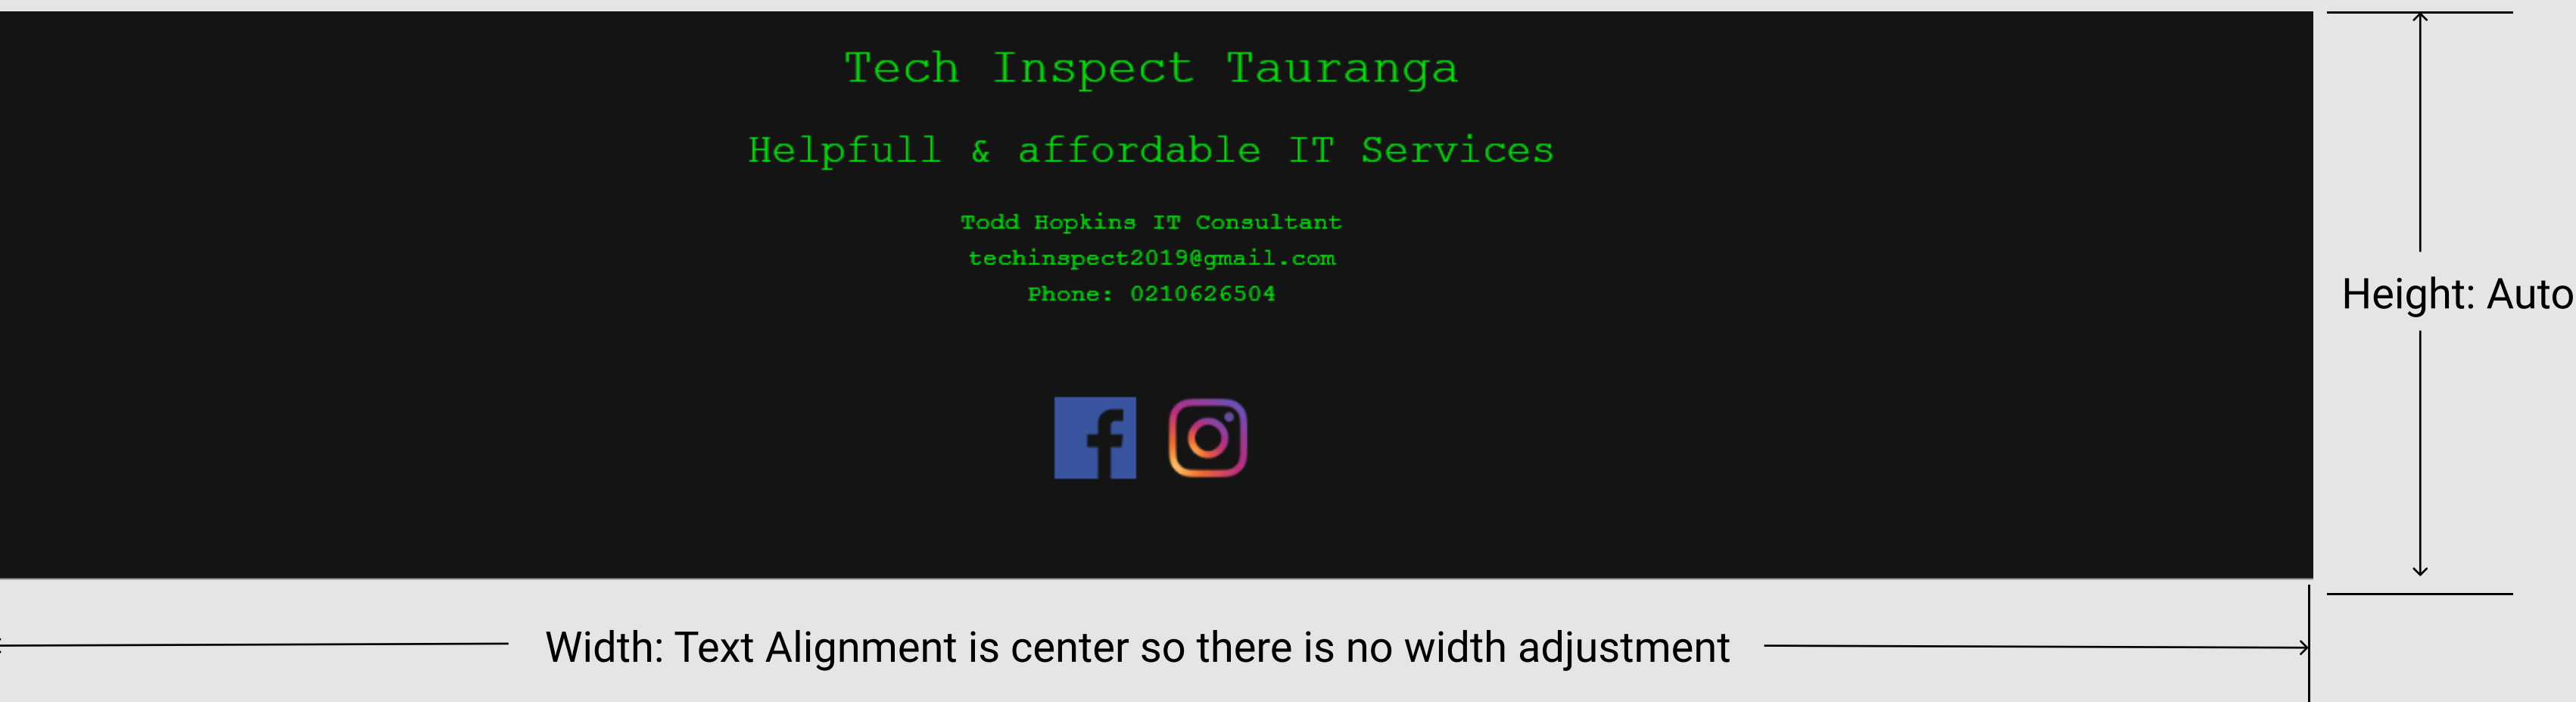 Tech Inspect Tauranga
Helpfull & affordable IT Services
Todd Hopkins IT Consultant
techinspect2019@gmail.com
Phone: 0210626504
Height: Auto
Width: Text Alignment is center so there is no width adjustment